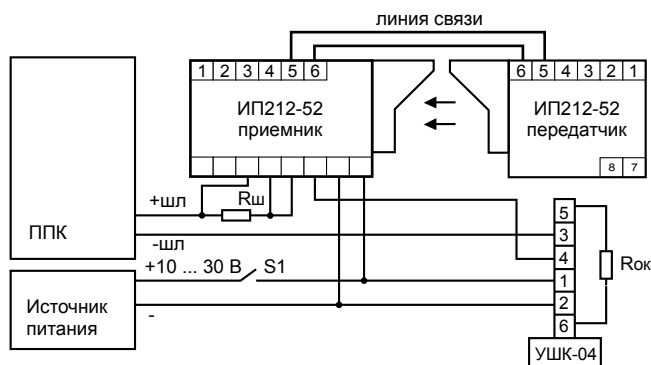 линия связи
1 2 3 4 5 6
6 5 4 3 2 1
ИП212-52
приемник
ИП212-52
передатчик
8 7
+шл
Rш
ППК
-шл
+10 ... 30 В
S1
Источник
питания
-
5
3
4
1
2
6
Rок
УШК-04